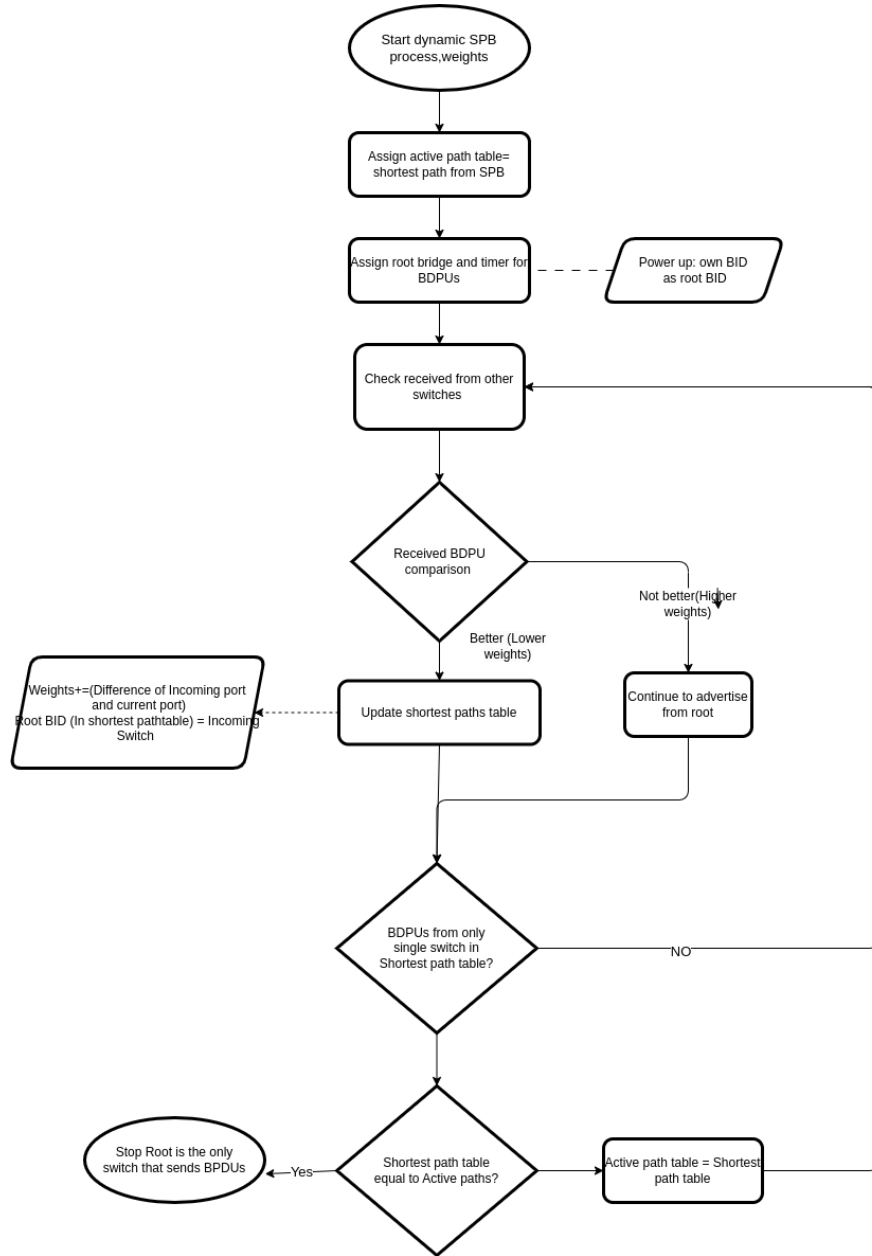 Start dynamic SPB
process,weights
Assign active path table=
shortest path from SPB
Assign root bridge and timer for
BDPUs
Power up: own BID
as root BID
Check received from other
switches
Received BDPU
comparison
Not better(Higher
weights)
Better (Lower
weights)
Weights+=(Difference of Incoming port
and current port)
Root BID (In shortest pathtable) = Incoming
Switch
Update shortest paths table
Continue to advertise
from root
BDPUs from only
single switch in
Shortest path table?
NO
Stop Root is the only
switch that sends BPDUs
Yes
Shortest path table
equal to Active paths?
Active path table = Shortest
path table